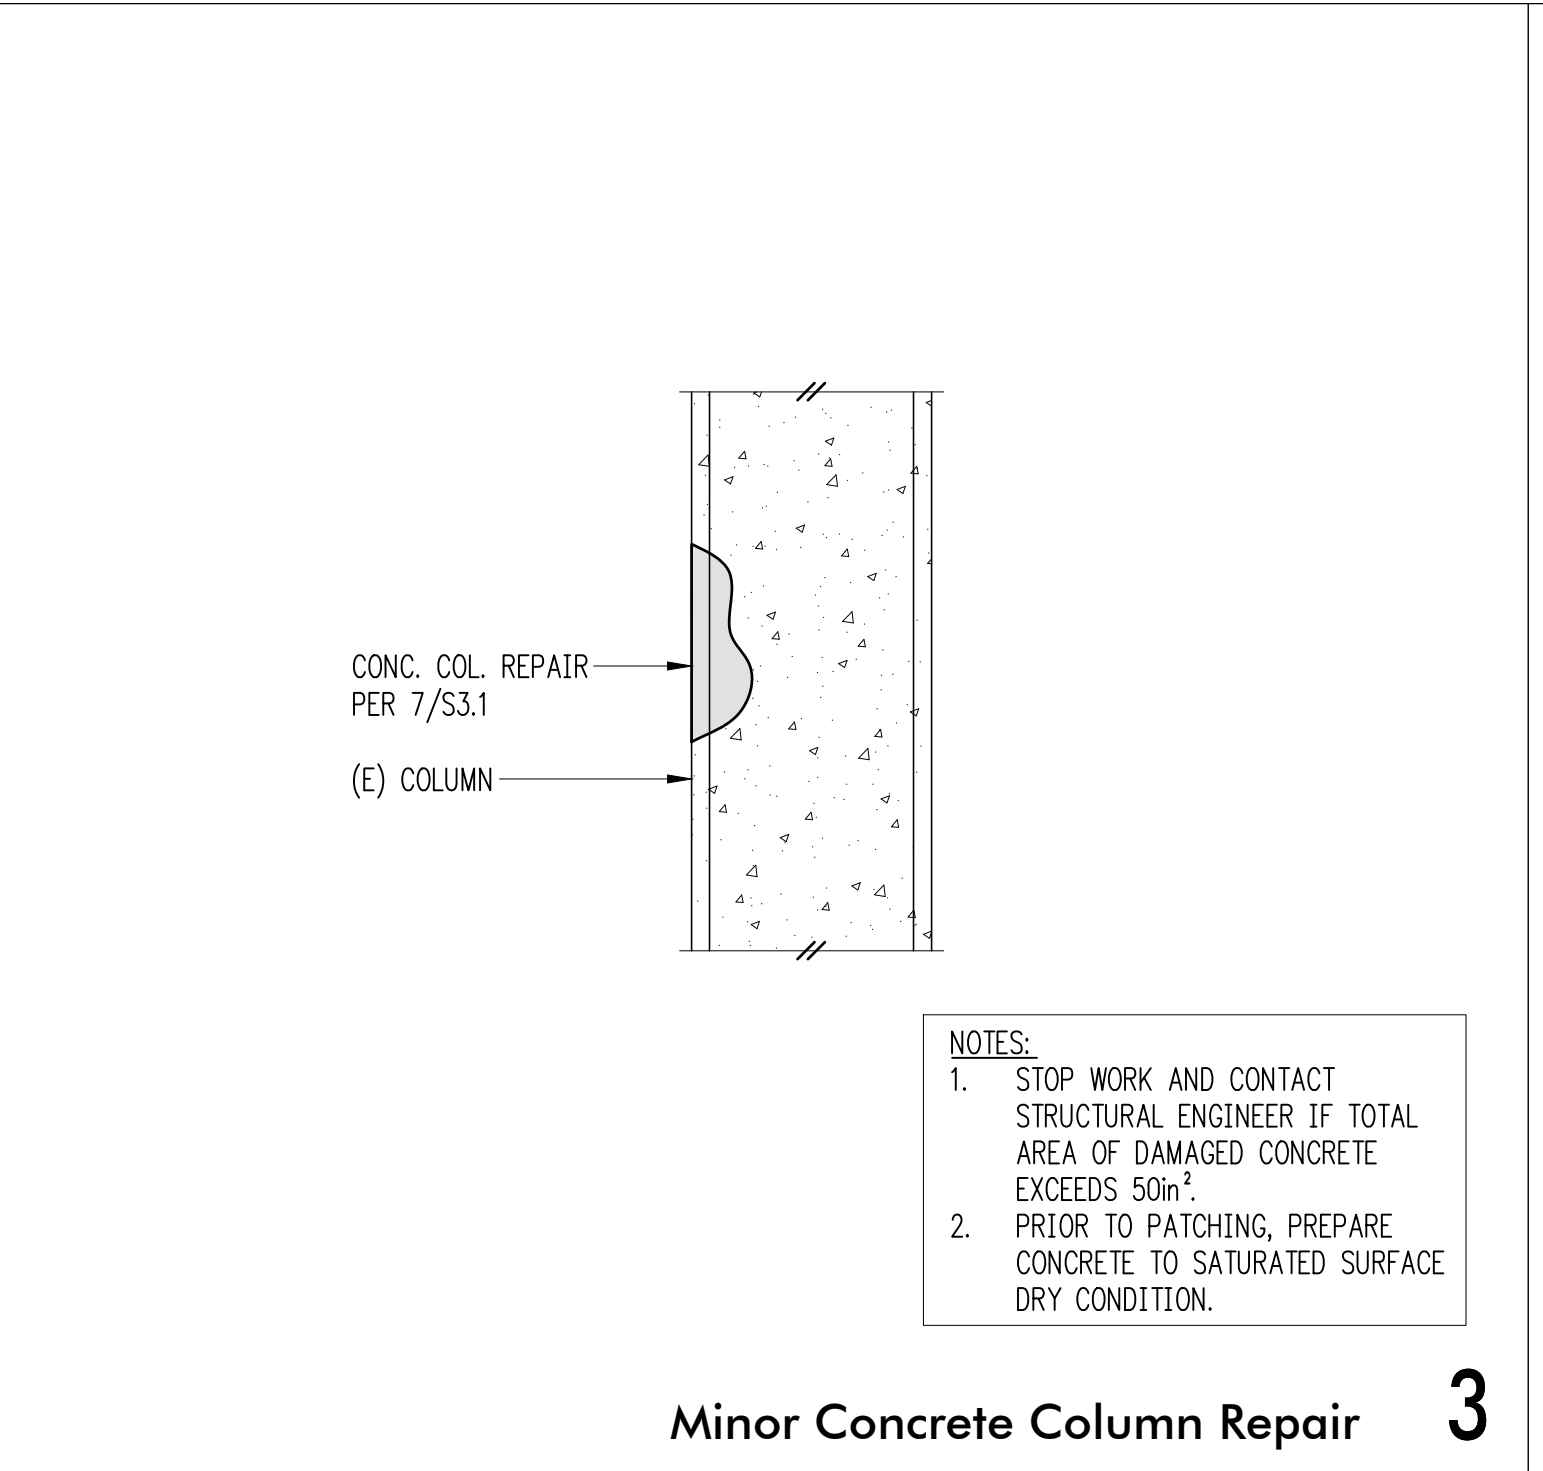 CONC. COL. REPAIR
PER 7/S3.1
(E) COLUMN
NOTES:
1. STOP WORK AND CONTACT
STRUCTURAL ENGINEER IF TOTAL
AREA OF DAMAGED CONCRETE
EXCEEDS 50in².
2. PRIOR TO PATCHING, PREPARE
CONCRETE TO SATURATED SURFACE
DRY CONDITION.
Minor Concrete Column Repair 3